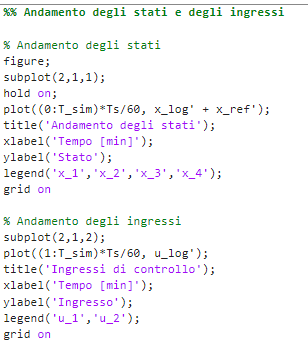 %% Andamento degli stati e degli ingressi
% Andamento degli stati
figure;
subplot(2,1,1);
hold on;
plot((0:T_sim)*Ts/60, x_log' + x_ref');
title('Andamento degli stati');
xlabel('Tempo [min]');
ylabel('Stato');
legend('x_1','x_2','x_3','x_4');
grid on
% Andamento degli ingressi
subplot(2,1,2);
plot((1:T_sim)*Ts/60, u_log');
title('Ingressi di controllo');
xlabel('Tempo [min]');
ylabel('Ingresso');
legend('u_1','u_2');
grid on